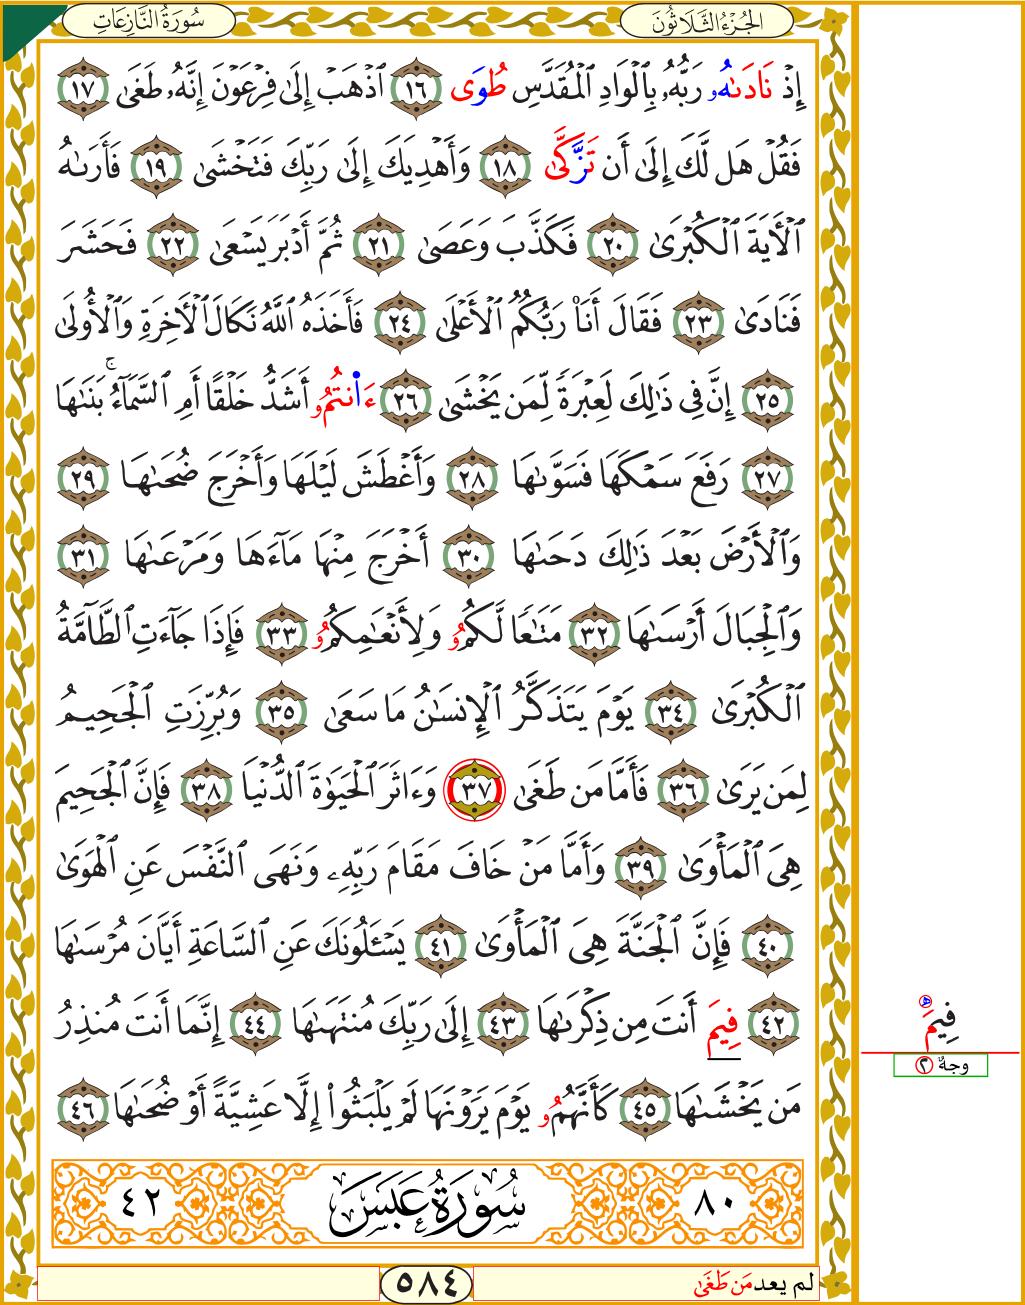 سُورَةُ النَّازِعَاتِ
الجُزْءُ الثَّلَاثُونَ
إِذْ نَادَىٰهُۥ رَبُّهُۥ بِٱلْوَادِ ٱلْمُقَدَّسِ طُوَى ١٦ ٱذْهَبْ إِلَىٰ فِرْعَوْنَ إِنَّهُۥ طَغَىٰ ١٧
فَقُلْ هَل لَّكَ إِلَىٰ أَن تَزَّكَّىٰ ١٨ وَأَهْدِيَكَ إِلَىٰ رَبِّكَ فَتَخْشَىٰ ١٩ فَأَرَىٰهُ
ٱلْآيَةَ ٱلْكُبْرَىٰ ٢٠ فَكَذَّبَ وَعَصَىٰ ٢١ ثُمَّ أَدْبَرَ يَسْعَىٰ ٢٢ فَحَشَرَ
فَنَادَىٰ ٢٣ فَقَالَ أَنَا۠ رَبُّكُمُ ٱلْأَعْلَىٰ ٢٤ فَأَخَذَهُ ٱللَّهُ نَكَالَ ٱلْآخِرَةِ وَٱلْأُولَىٰ
٢٥ إِنَّ فِي ذَٰلِكَ لَعِبْرَةً لِّمَن يَخْشَىٰ ٢٦ ءَا۬نتُمُۥ أَشَدُّ خَلْقًا أَمِ ٱلسَّمَآءُۚ بَنَىٰهَا
٢٧ رَفَعَ سَمْكَهَا فَسَوَّىٰهَا ٢٨ وَأَغْطَشَ لَيْلَهَا وَأَخْرَجَ ضُحَىٰهَا ٢٩
وَٱلْأَرْضَ بَعْدَ ذَٰلِكَ دَحَىٰهَا ٣٠ أَخْرَجَ مِنْهَا مَآءَهَا وَمَرْعَىٰهَا ٣١
وَٱلْجِبَالَ أَرْسَىٰهَا ٣٢ مَتَٰعًا لَّكُمُۥ وَلِأَنْعَٰمِكُمُۥ ٣٣ فَإِذَا جَآءَتِ ٱلطَّآمَّةُ
ٱلْكُبْرَىٰ ٣٤ يَوْمَ يَتَذَكَّرُ ٱلْإِنسَٰنُ مَا سَعَىٰ ٣٥ وَبُرِّزَتِ ٱلْجَحِيمُ
لِمَن يَرَىٰ ٣٦ فَأَمَّا مَن طَغَىٰ ٣٧ وَءَاثَرَ ٱلْحَيَوٰةَ ٱلدُّنْيَا ٣٨ فَإِنَّ ٱلْجَحِيمَ
هِيَ ٱلْمَأْوَىٰ ٣٩ وَأَمَّا مَنْ خَافَ مَقَامَ رَبِّهِۦ وَنَهَى ٱلنَّفْسَ عَنِ ٱلْهَوَىٰ
٤٠ فَإِنَّ ٱلْجَنَّةَ هِيَ ٱلْمَأْوَىٰ ٤١ يَسْـَٔلُونَكَ عَنِ ٱلسَّاعَةِ أَيَّانَ مُرْسَىٰهَا
٤٢ فِيمَ أَنتَ مِن ذِكْرَىٰهَا ٤٣ إِلَىٰ رَبِّكَ مُنتَهَىٰهَا ٤٤ إِنَّمَا أَنتَ مُنذِرُ
مَن يَخْشَىٰهَا ٤٥ كَأَنَّهُمُۥ يَوْمَ يَرَوْنَهَا لَمْ يَلْبَثُوا۟ إِلَّا عَشِيَّةً أَوْ ضُحَىٰهَا ٤٦
٨٠ سُورَةُ عَبَسَ ٤٢
لم يعد مَن طَغَىٰ
٥٨٤
فِيمَ ه
وجهٌ ٢